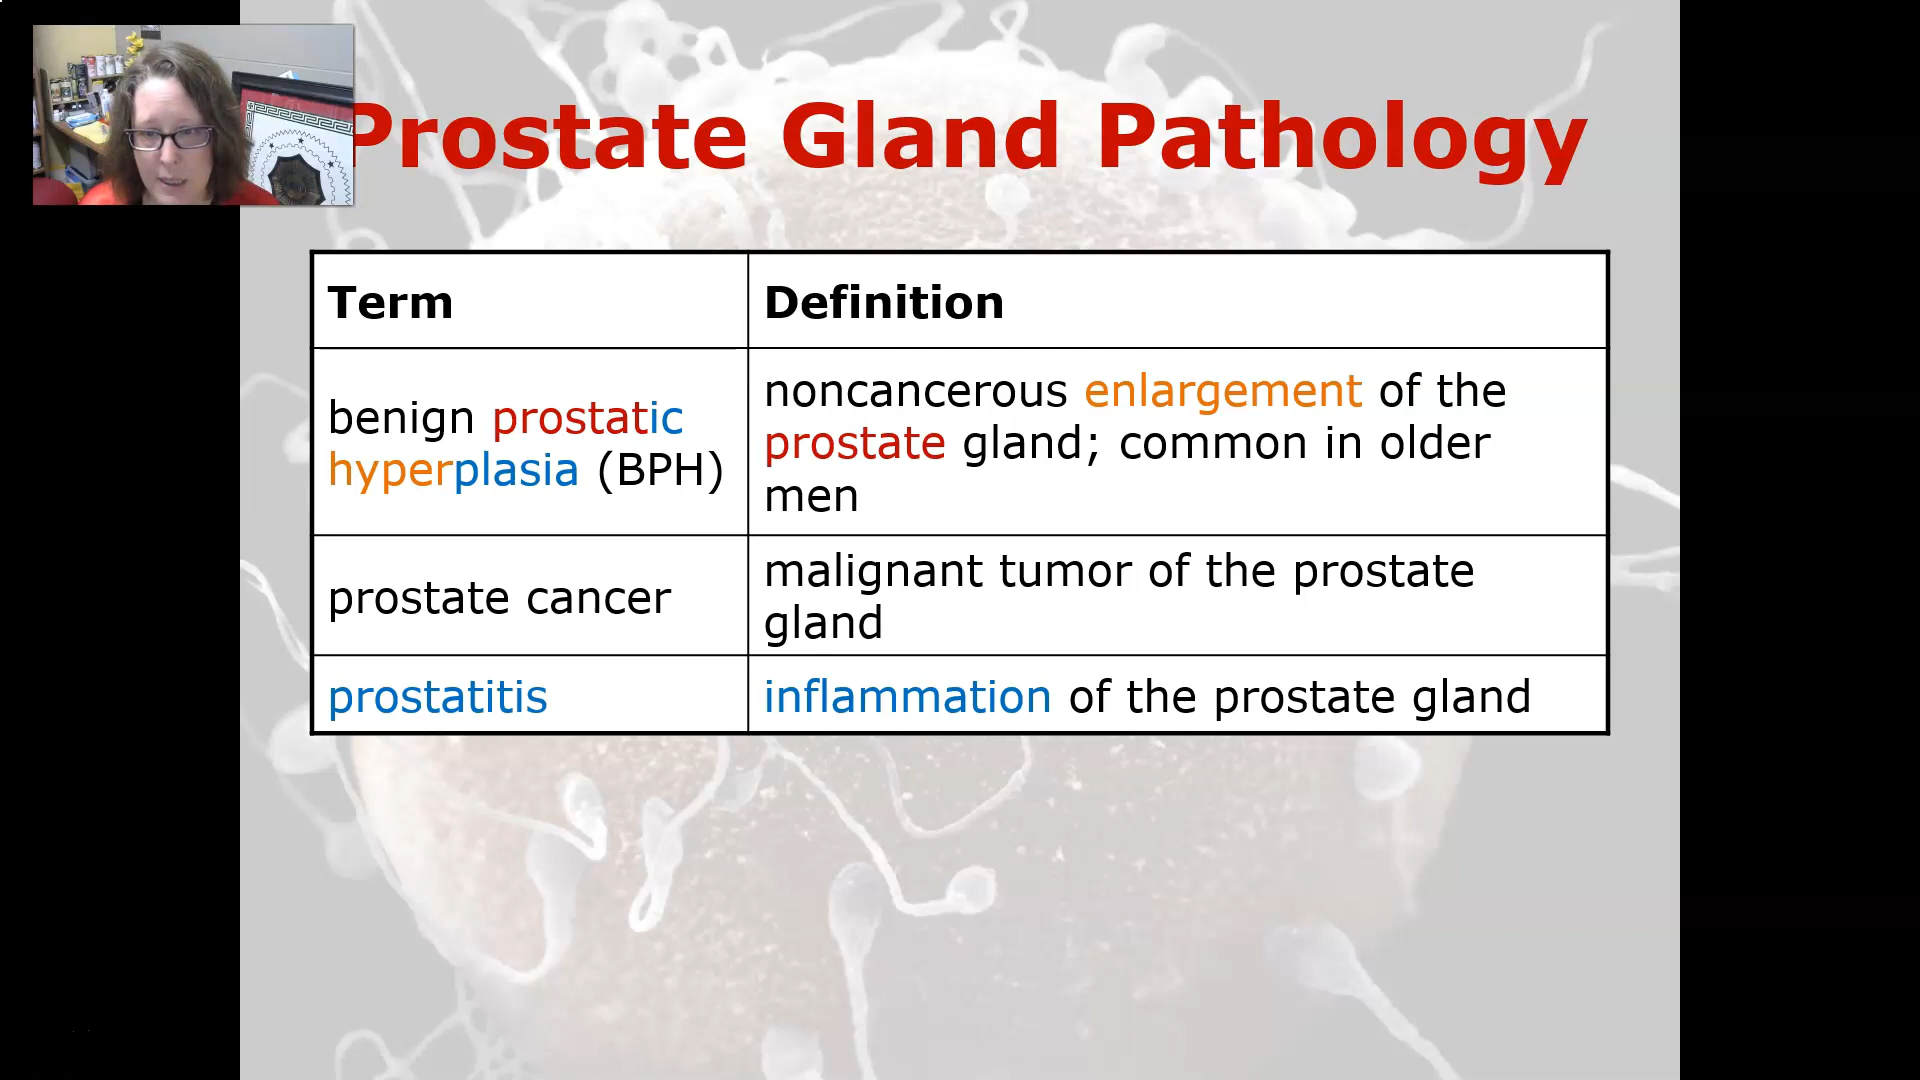 Prostate Gland Pathology
Term
Definition
benign prostatic
hyperplasia (BPH)
noncancerous enlargement of the
prostate gland; common in older
men
prostate cancer
malignant tumor of the prostate
gland
prostatitis
inflammation of the prostate gland